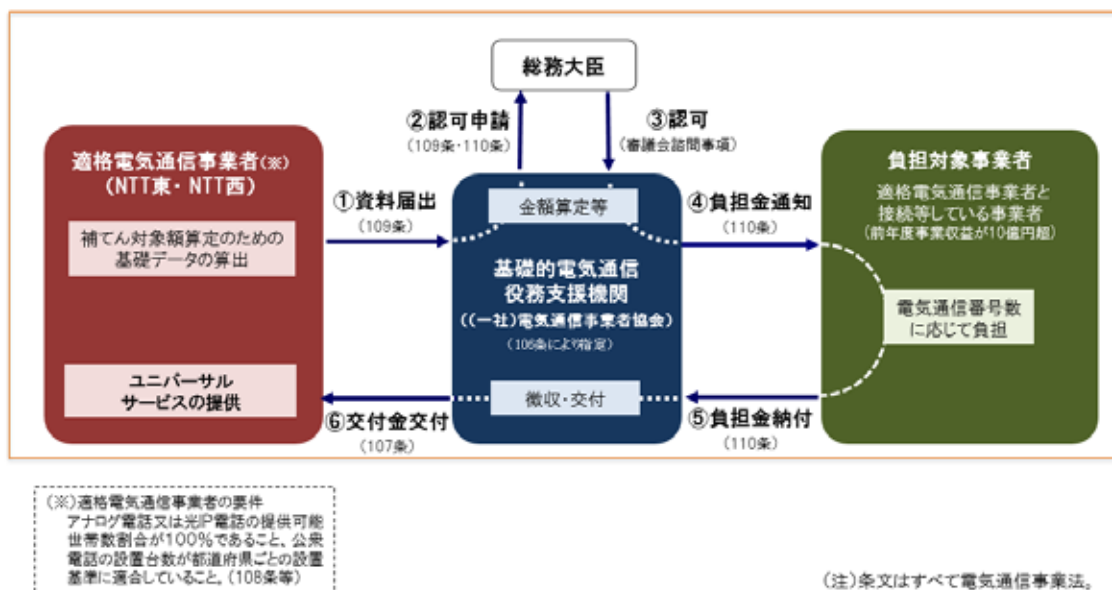 総務大臣
②認可申請
(109条・110条)
③認可
(審議会諮問事項)
適格電気通信事業者(※)
(NTT東・NTT西)
補てん対象額算定のための
基礎データの算出
ユニバーサル
サービスの提供
①資料届出
(109条)
金額算定等
基礎的電気通信
役務支援機関
((一社)電気通信事業者協会)
(106条により指定)
徴収・交付
⑥交付金交付
(107条)
④負担金通知
(110条)
⑤負担金納付
(110条)
負担対象事業者
適格電気通信事業者と
接続等している事業者
(前年度事業収益が10億円超)
電気通信番号数
に応じて負担
(※)適格電気通信事業者の要件
アナログ電話又は光IP電話の提供可能
世帯数割合が100%であること、公衆
電話の設置台数が都道府県ごとの設置
基準に適合していること。(108条等)
(注)条文はすべて電気通信事業法。